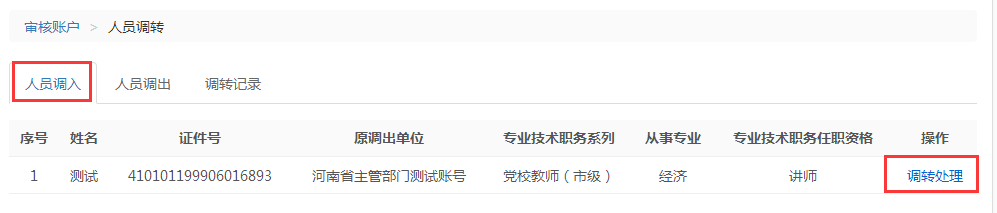 审核账户 > 人员调转
人员调入 人员调出 调转记录
序号 姓名 证件号 原调出单位 专业技术职务系列 从事专业 专业技术职务任职资格 操作
1 测试 410101199906016893 河南省主管部门测试账号 党校教师（市级） 经济 讲师 调转处理